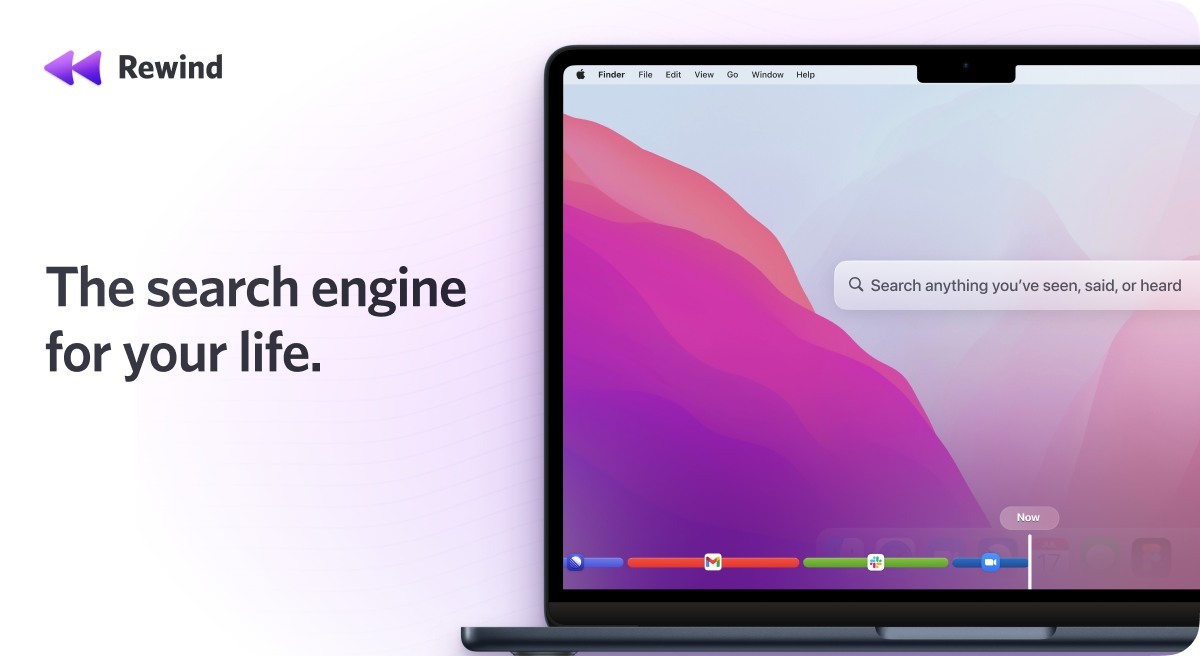 Rewind
The search engine
for your life.
Finder File Edit View Go Window Help
Search anything you’ve seen, said, or heard
Now
17